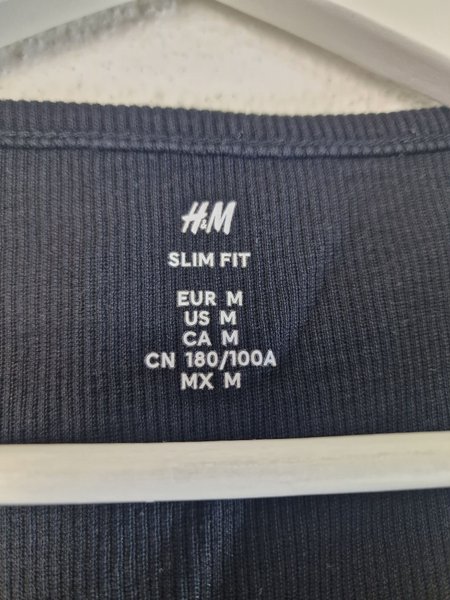 H&M
SLIM FIT
EUR M
US M
CA M
CN 180/100A
MX M